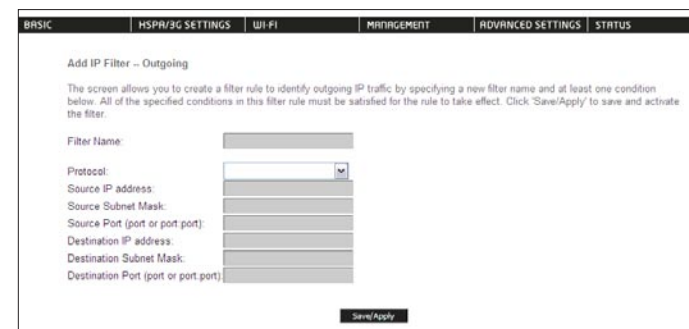 BASIC HSPA/3G SETTINGS WI-FI MANAGEMENT ADVANCED SETTINGS STATUS
Add IP Filter -- Outgoing
The screen allows you to create a filter rule to identify outgoing IP traffic by specifying a new filter name and at least one condition
below. All of the specified conditions in this filter rule must be satisfied for the rule to take effect. Click 'Save/Apply' to save and activate
the filter.
Filter Name:
Protocol:
Source IP address:
Source Subnet Mask:
Source Port (port or port:port):
Destination IP address:
Destination Subnet Mask:
Destination Port (port or port:port):
Save/Apply